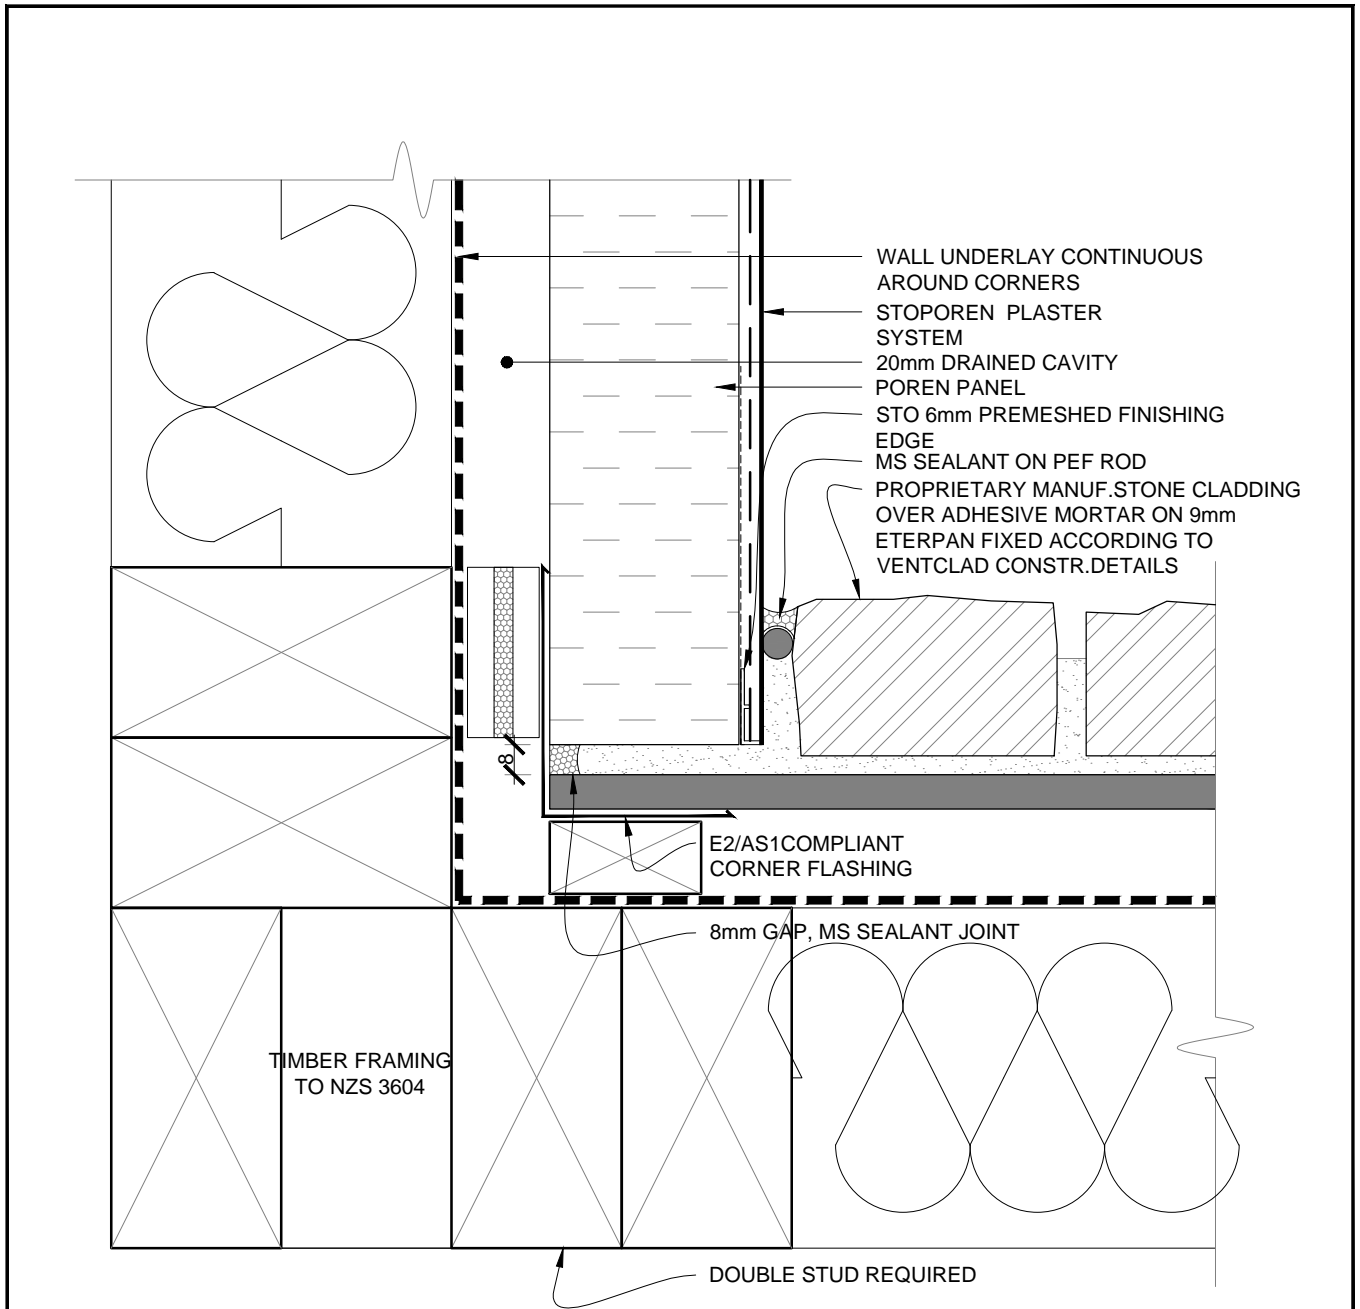 WALL UNDERLAY CONTINUOUS
AROUND CORNERS
STOPOREN PLASTER
SYSTEM
20mm DRAINED CAVITY
POREN PANEL
STO 6mm PREMESHED FINISHING
EDGE
MS SEALANT ON PEF ROD
PROPRIETARY MANUF.STONE CLADDING
OVER ADHESIVE MORTAR ON 9mm
ETERPAN FIXED ACCORDING TO
VENTCLAD CONSTR.DETAILS
8
E2/AS1COMPLIANT
CORNER FLASHING
8mm GAP, MS SEALANT JOINT
TIMBER FRAMING
TO NZS 3604
DOUBLE STUD REQUIRED